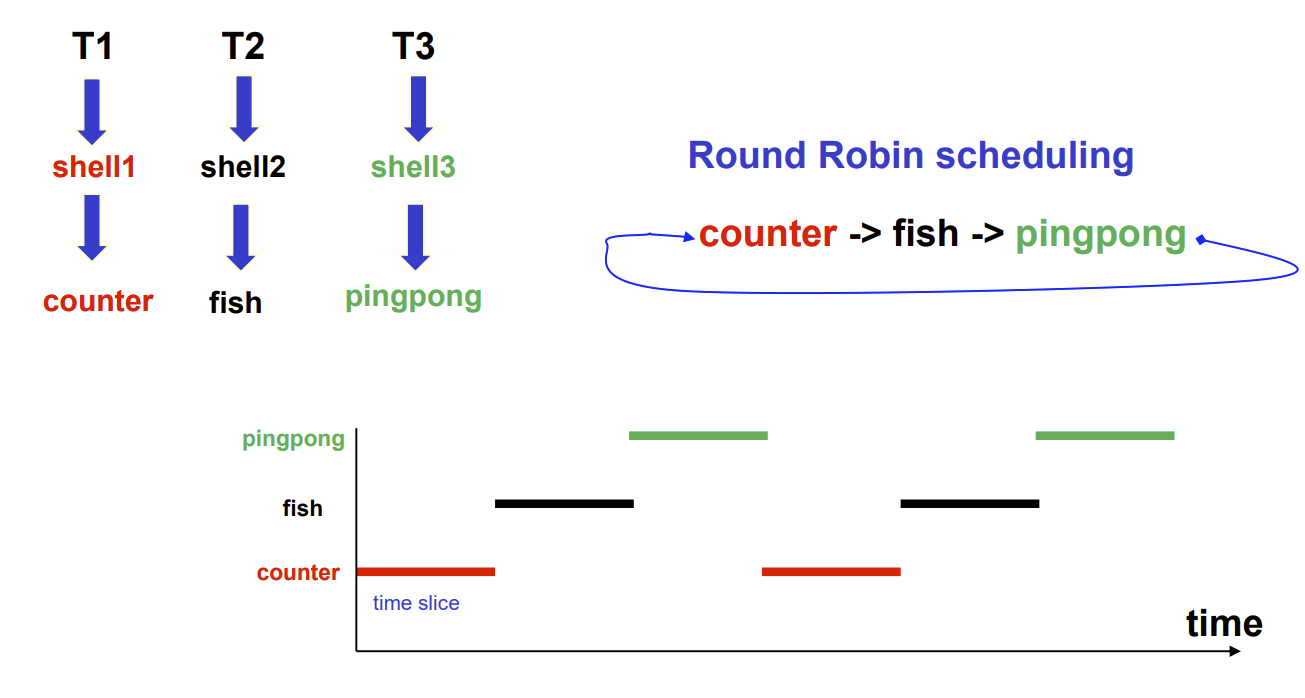 T1 T2 T3
shell1 shell2 shell3
counter fish pingpong
Round Robin scheduling
counter -> fish -> pingpong
pingpong
fish
counter
time slice
time